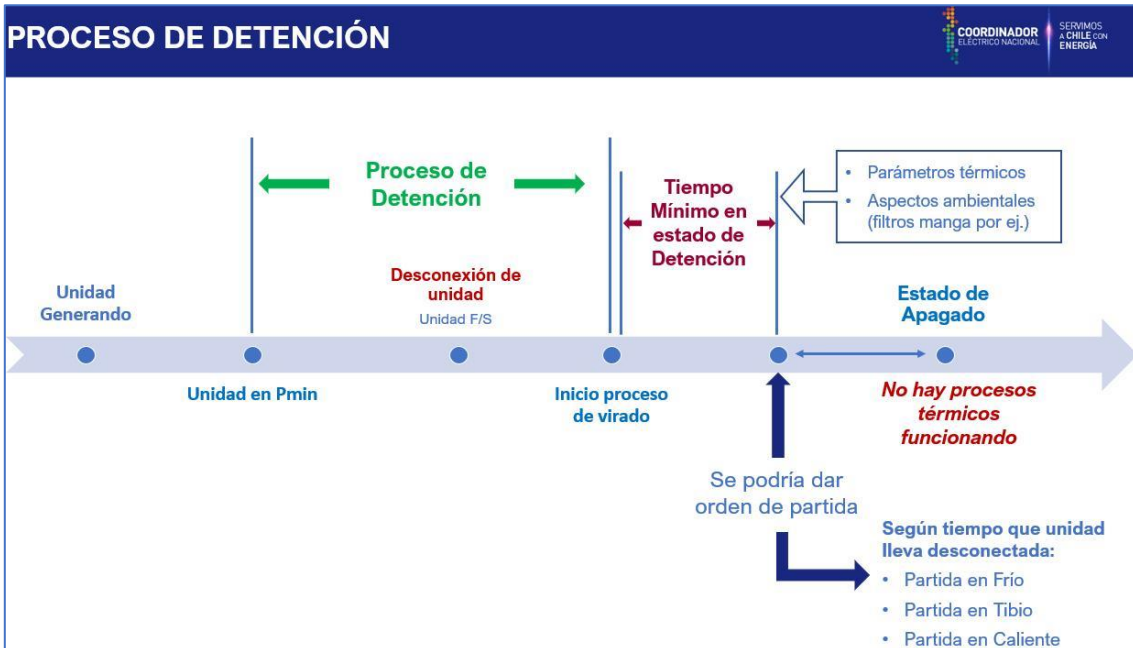 PROCESO DE DETENCIÓN
COORDINADOR
ELÉCTRICO NACIONAL
SERVIMOS
A CHILE CON
ENERGÍA
Proceso de
Detención
Tiempo
Mínimo en
estado de
Detención
• Parámetros térmicos
• Aspectos ambientales
(filtros manga por ej.)
Unidad
Generando
Desconexión de
unidad
Unidad F/S
Estado de
Apagado
Unidad en Pmin
Inicio proceso
de virado
No hay procesos
térmicos
funcionando
Se podría dar
orden de partida
Según tiempo que unidad
lleva desconectada:
• Partida en Frío
• Partida en Tibio
• Partida en Caliente